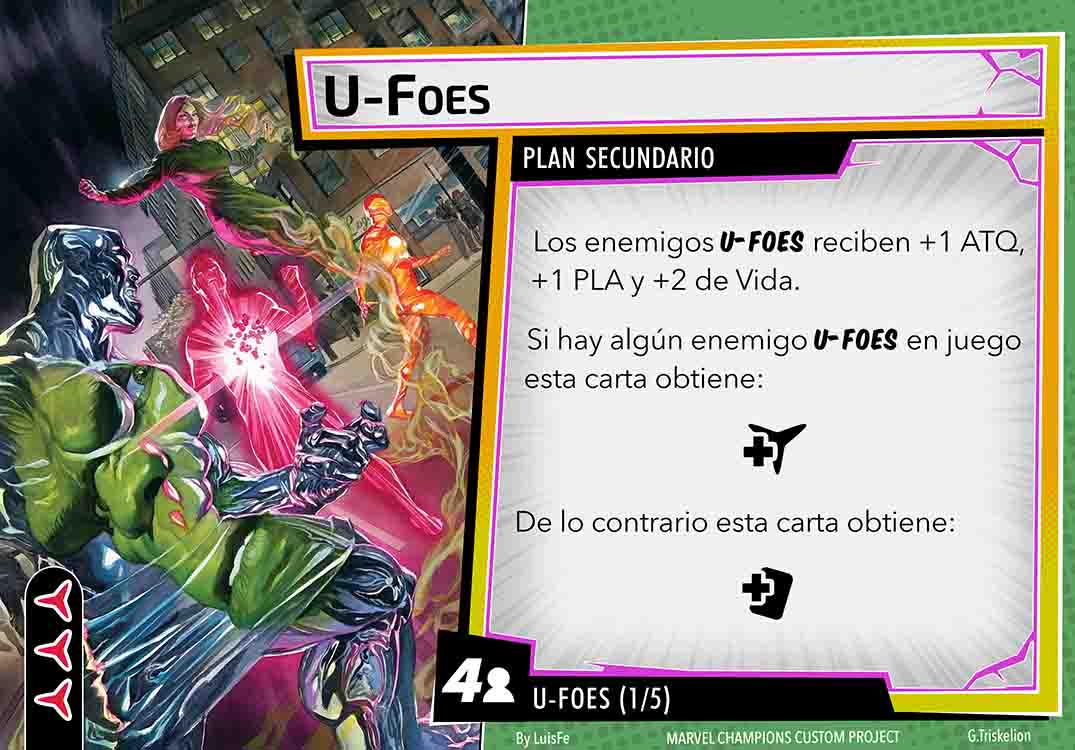 U-Foes
PLAN SECUNDARIO
Los enemigos U-FOES reciben +1 ATQ,
+1 PLA y +2 de Vida.
Si hay algún enemigo U-FOES en juego
esta carta obtiene:
De lo contrario esta carta obtiene:
4
U-FOES (1/5)
By LuisFe
MARVEL CHAMPIONS CUSTOM PROJECT
G.Triskelion